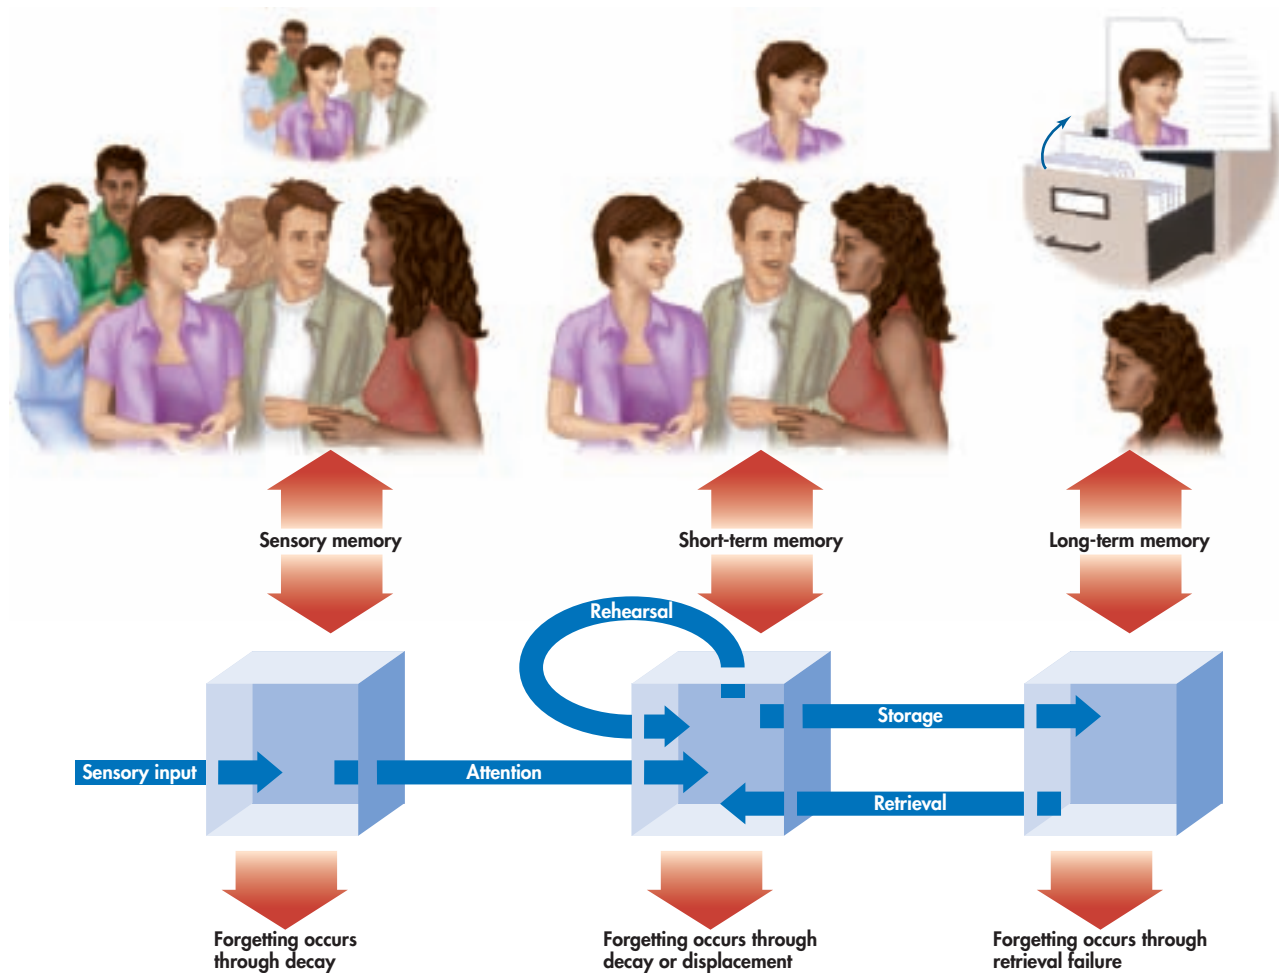 Sensory memory
Short-term memory
Long-term memory
Rehearsal
Storage
Sensory input
Attention
Retrieval
Forgetting occurs
through decay
Forgetting occurs through
decay or displacement
Forgetting occurs through
retrieval failure